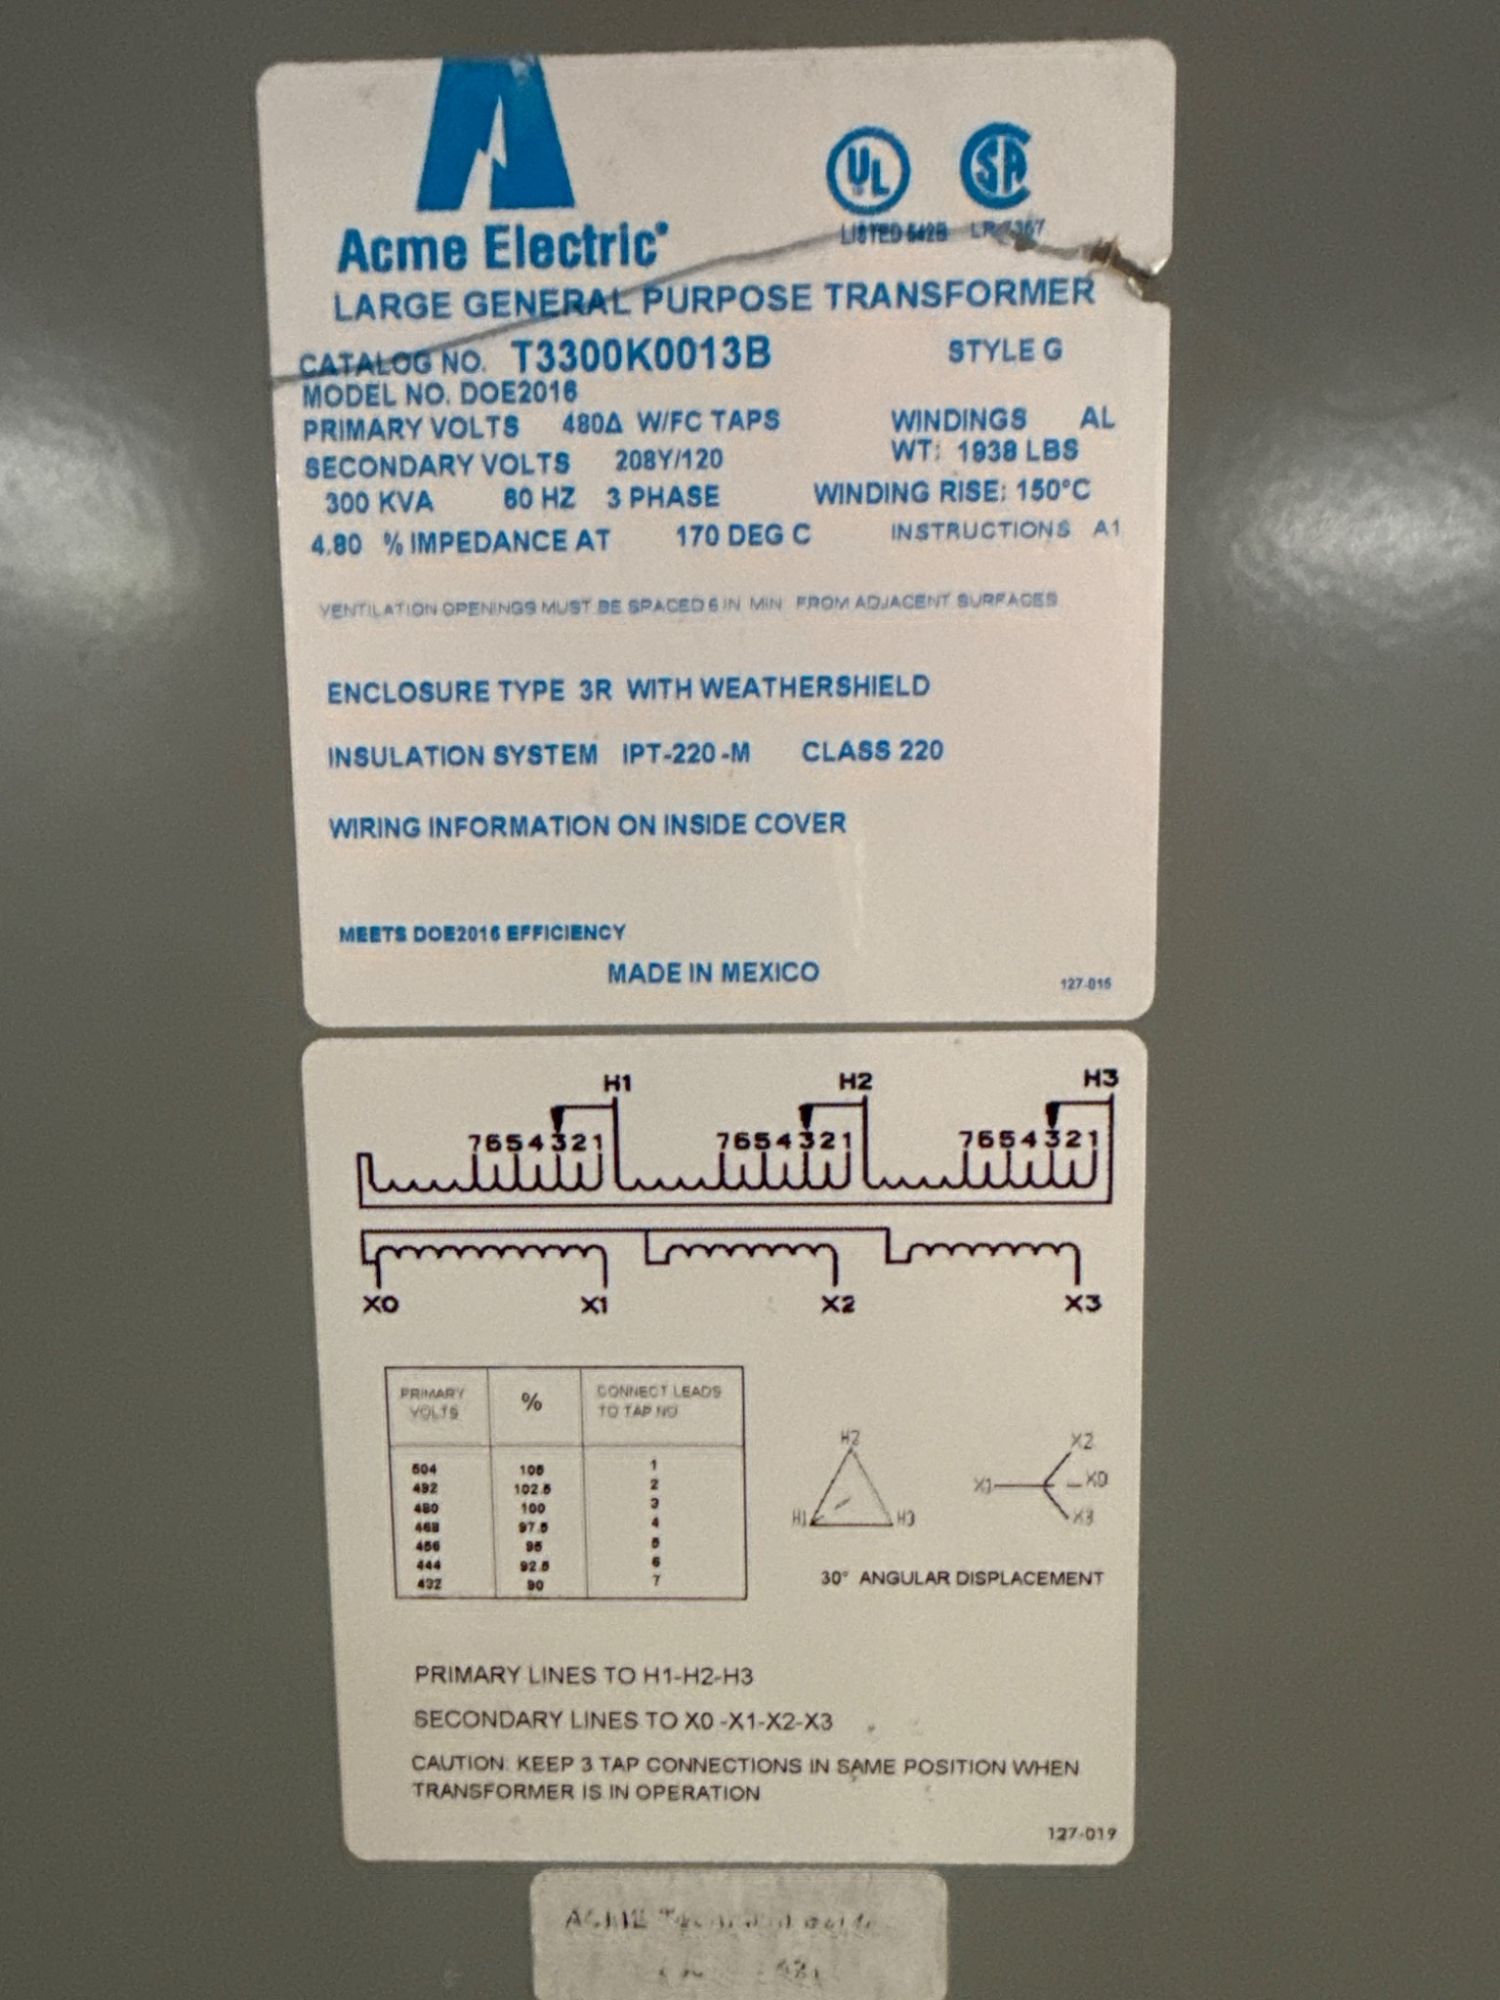 Acme Electric®
UL
SA
LISTED 542B LR 7367
LARGE GENERAL PURPOSE TRANSFORMER
CATALOG NO. T3300K0013B STYLE G
MODEL NO. DOE2016
PRIMARY VOLTS 480Δ W/FC TAPS WINDINGS AL
SECONDARY VOLTS 208Y/120 WT: 1938 LBS
300 KVA 60 HZ 3 PHASE WINDING RISE: 150°C
4.80 % IMPEDANCE AT 170 DEG C INSTRUCTIONS A1
VENTILATION OPENINGS MUST BE SPACED 6 IN MIN FROM ADJACENT SURFACES
ENCLOSURE TYPE 3R WITH WEATHERSHIELD
INSULATION SYSTEM IPT-220-M CLASS 220
WIRING INFORMATION ON INSIDE COVER
MEETS DOE2016 EFFICIENCY
MADE IN MEXICO
127-015
H1 H2 H3
7654321 7654321 7654321
X0 X1 X2 X3
PRIMARY VOLTS % CONNECT LEADS TO TAP NO
504 105 1
492 102.5 2
480 100 3
468 97.5 4
456 95 5
444 92.5 6
432 90 7
H2 X2
X1 X0
H1 H3 X3
30° ANGULAR DISPLACEMENT
PRIMARY LINES TO H1-H2-H3
SECONDARY LINES TO X0-X1-X2-X3
CAUTION: KEEP 3 TAP CONNECTIONS IN SAME POSITION WHEN
TRANSFORMER IS IN OPERATION
127-019
ACME